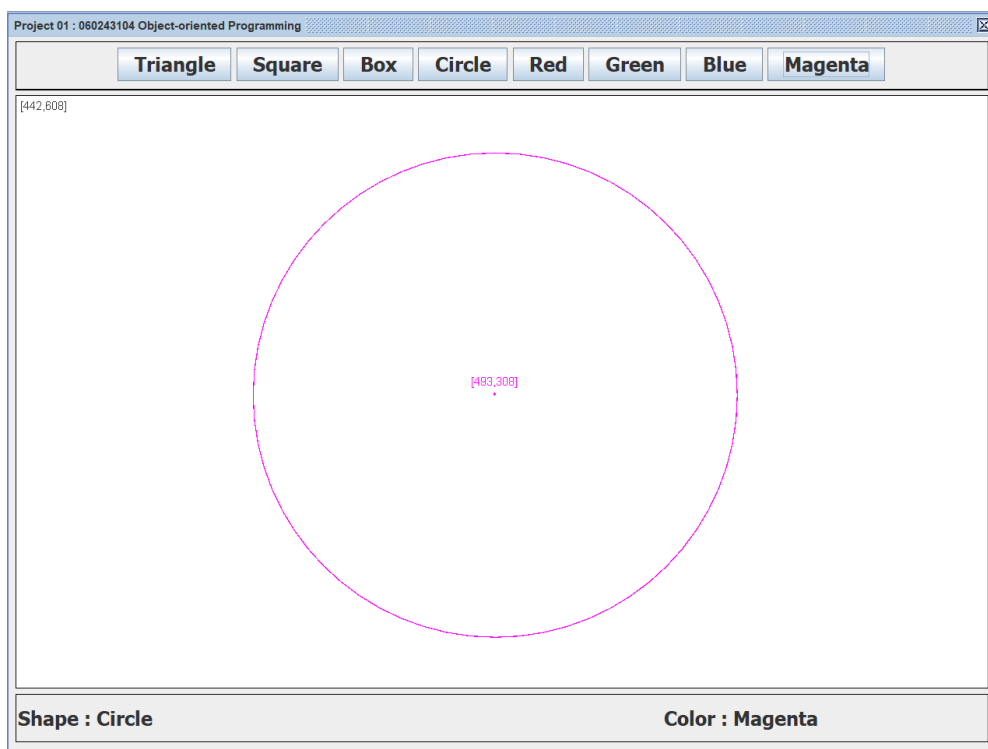 Project 01 : 060243104 Object-oriented Programming
Triangle Square Box Circle Red Green Blue Magenta
[442,608]
[493,308]
Shape : Circle Color : Magenta